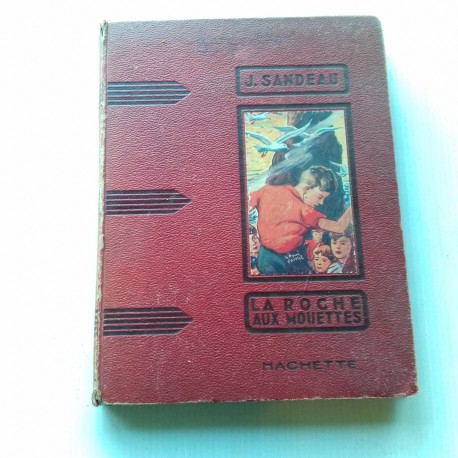 J. SANDEAU
LA ROCHE
AUX MOUETTES
HACHETTE